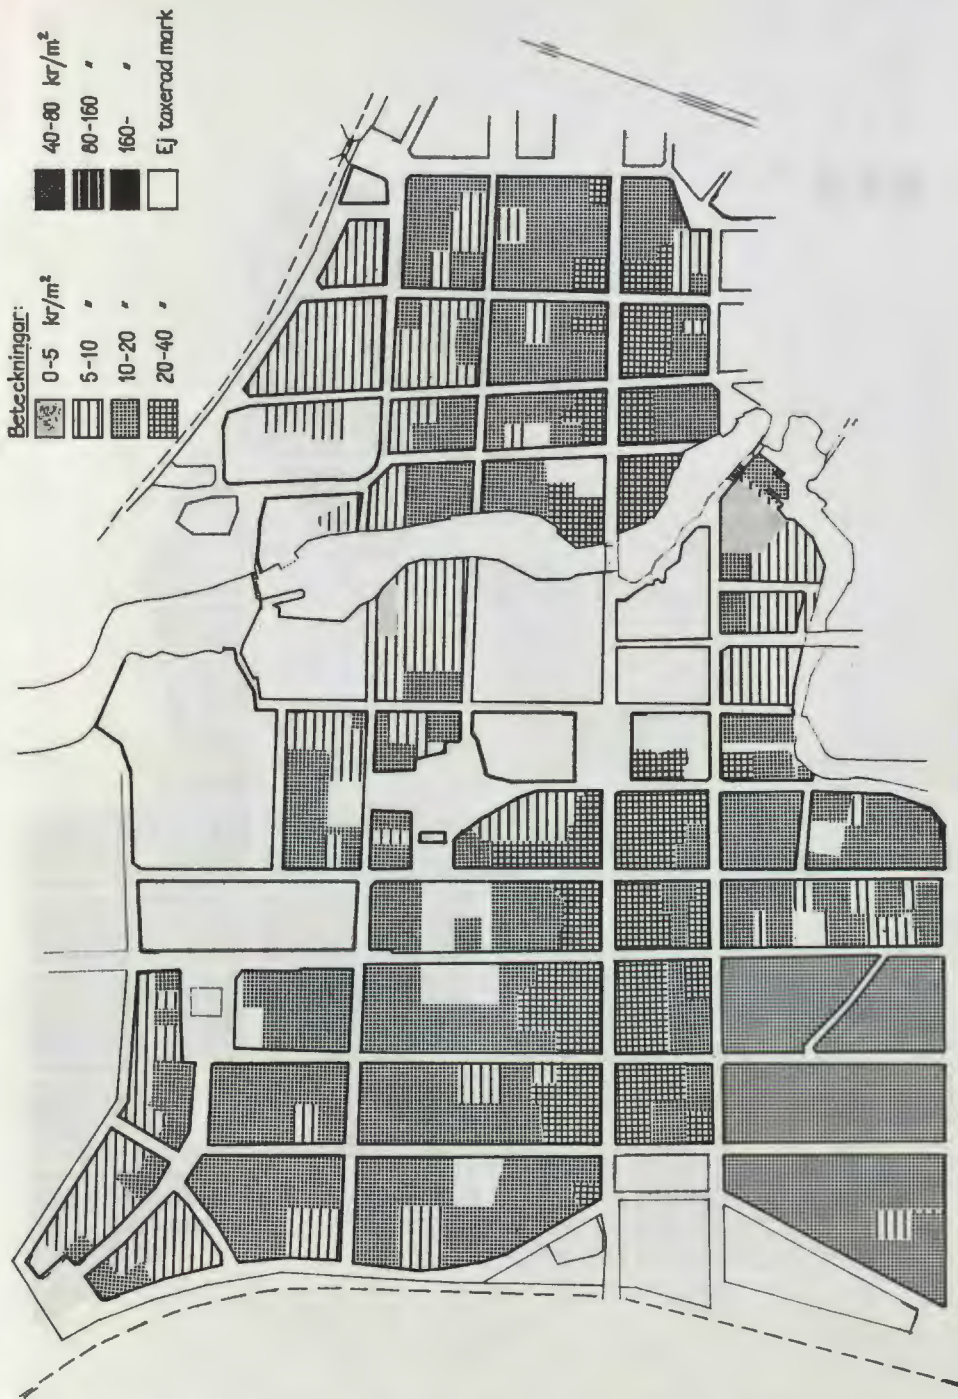 Beteckningar:
0-5 kr/m²
5-10 "
10-20 "
20-40 "
40-80 kr/m²
80-160 "
160- "
Ej taxerad mark